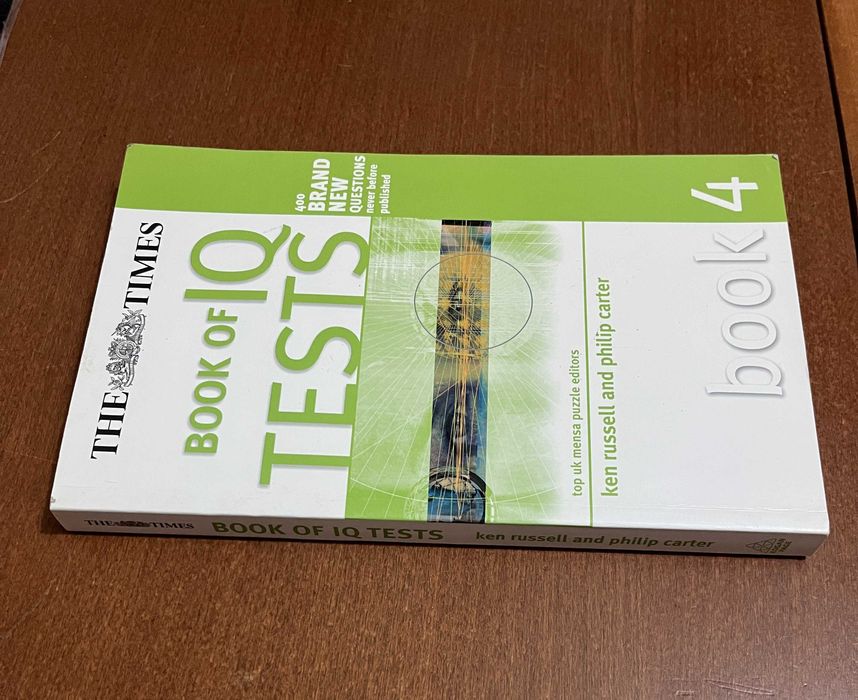 400
BRAND
NEW
QUESTIONS
never before
published
THE TIMES
BOOK OF IQ
TESTS
top uk mensa puzzle editors
ken russell and philip carter
book 4
THE TIMES BOOK OF IQ TESTS ken russell and philip carter